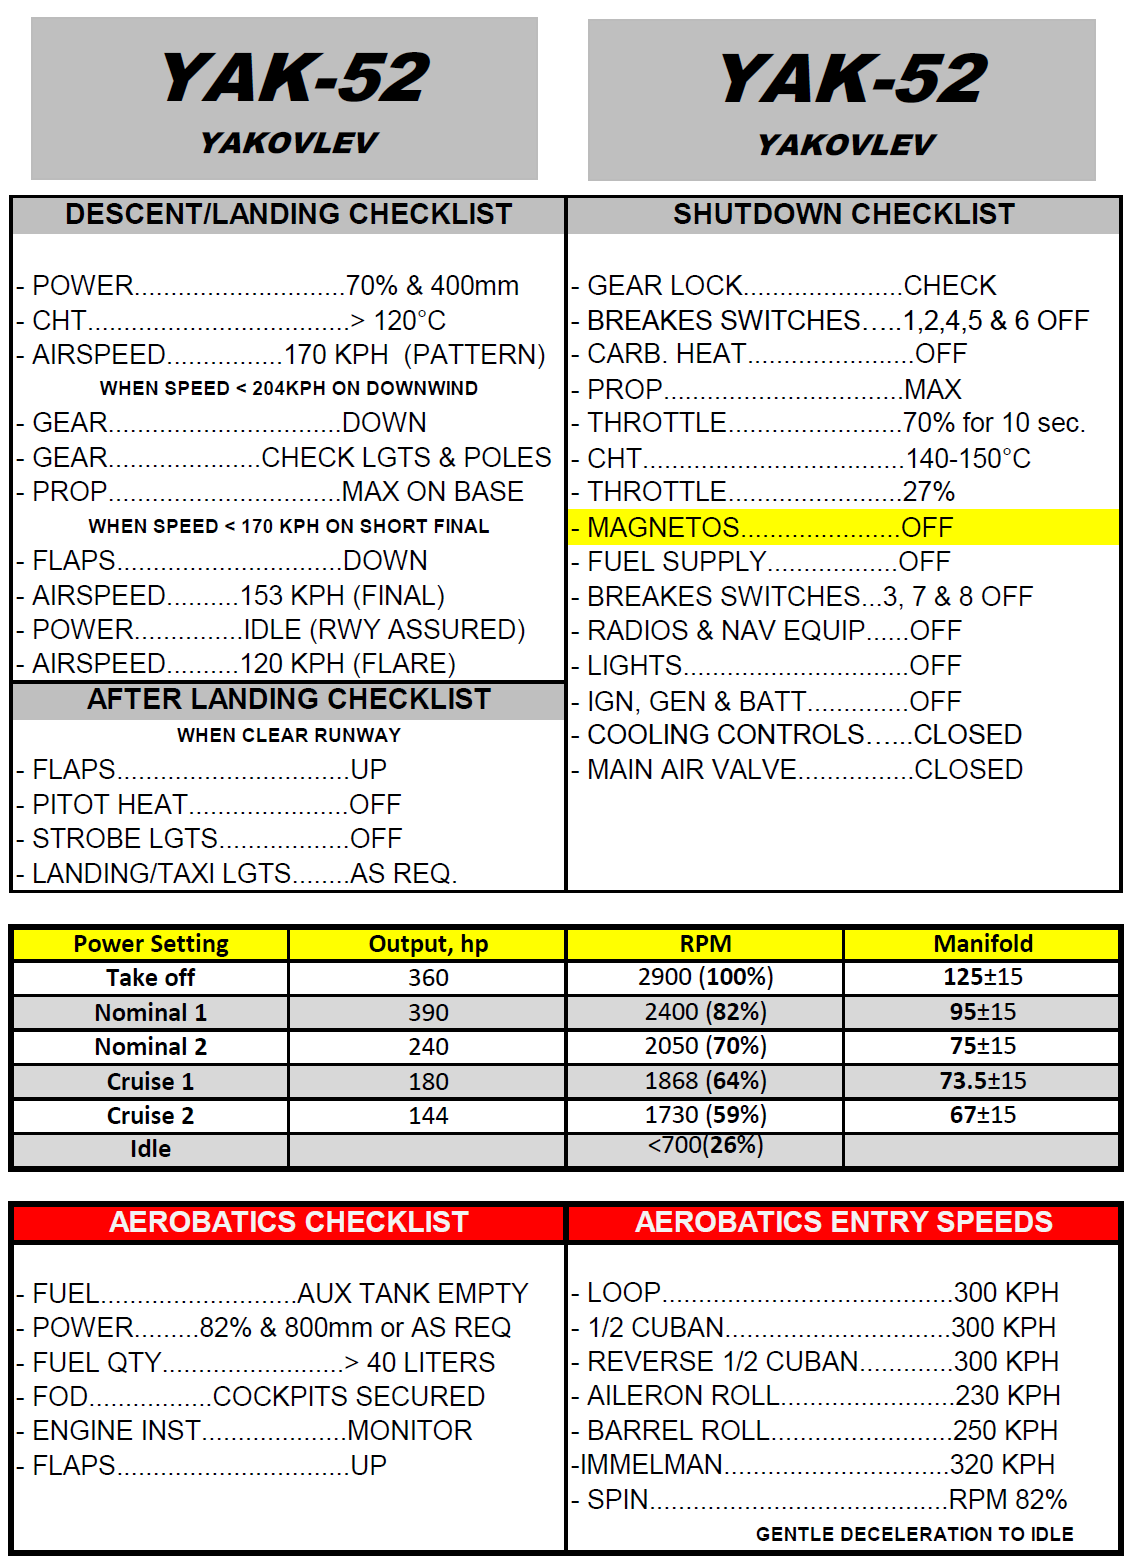 YAK-52
YAKOVLEV
YAK-52
YAKOVLEV
DESCENT/LANDING CHECKLIST
- POWER.............................70% & 400mm
- CHT....................................> 120°C
- AIRSPEED................170 KPH  (PATTERN)
WHEN SPEED < 204KPH ON DOWNWIND
- GEAR................................DOWN
- GEAR.....................CHECK LGTS & POLES
- PROP................................MAX ON BASE
WHEN SPEED < 170 KPH ON SHORT FINAL
- FLAPS...............................DOWN
- AIRSPEED..........153 KPH (FINAL)
- POWER...............IDLE (RWY ASSURED)
- AIRSPEED..........120 KPH (FLARE)
AFTER LANDING CHECKLIST
WHEN CLEAR RUNWAY
- FLAPS................................UP
- PITOT HEAT......................OFF
- STROBE LGTS..................OFF
- LANDING/TAXI LGTS........AS REQ.
SHUTDOWN CHECKLIST
- GEAR LOCK......................CHECK
- BREAKES SWITCHES…..1,2,4,5 & 6 OFF
- CARB. HEAT.......................OFF
- PROP.................................MAX
- THROTTLE........................70% for 10 sec.
- CHT....................................140-150°C
- THROTTLE........................27%
- MAGNETOS......................OFF
- FUEL SUPPLY..................OFF
- BREAKES SWITCHES...3, 7 & 8 OFF
- RADIOS & NAV EQUIP......OFF
- LIGHTS...............................OFF
- IGN, GEN & BATT..............OFF
- COOLING CONTROLS…...CLOSED
- MAIN AIR VALVE................CLOSED
Power Setting Output, hp RPM Manifold
Take off 360 2900 (100%) 125±15
Nominal 1 390 2400 (82%) 95±15
Nominal 2 240 2050 (70%) 75±15
Cruise 1 180 1868 (64%) 73.5±15
Cruise 2 144 1730 (59%) 67±15
Idle <700(26%)
AEROBATICS CHECKLIST
- FUEL...........................AUX TANK EMPTY
- POWER.........82% & 800mm or AS REQ
- FUEL QTY.........................> 40 LITERS
- FOD.................COCKPITS SECURED
- ENGINE INST....................MONITOR
- FLAPS................................UP
AEROBATICS ENTRY SPEEDS
- LOOP........................................300 KPH
- 1/2 CUBAN...............................300 KPH
- REVERSE 1/2 CUBAN.............300 KPH
- AILERON ROLL........................230 KPH
- BARREL ROLL.........................250 KPH
-IMMELMAN...............................320 KPH
- SPIN.........................................RPM 82%
GENTLE DECELERATION TO IDLE